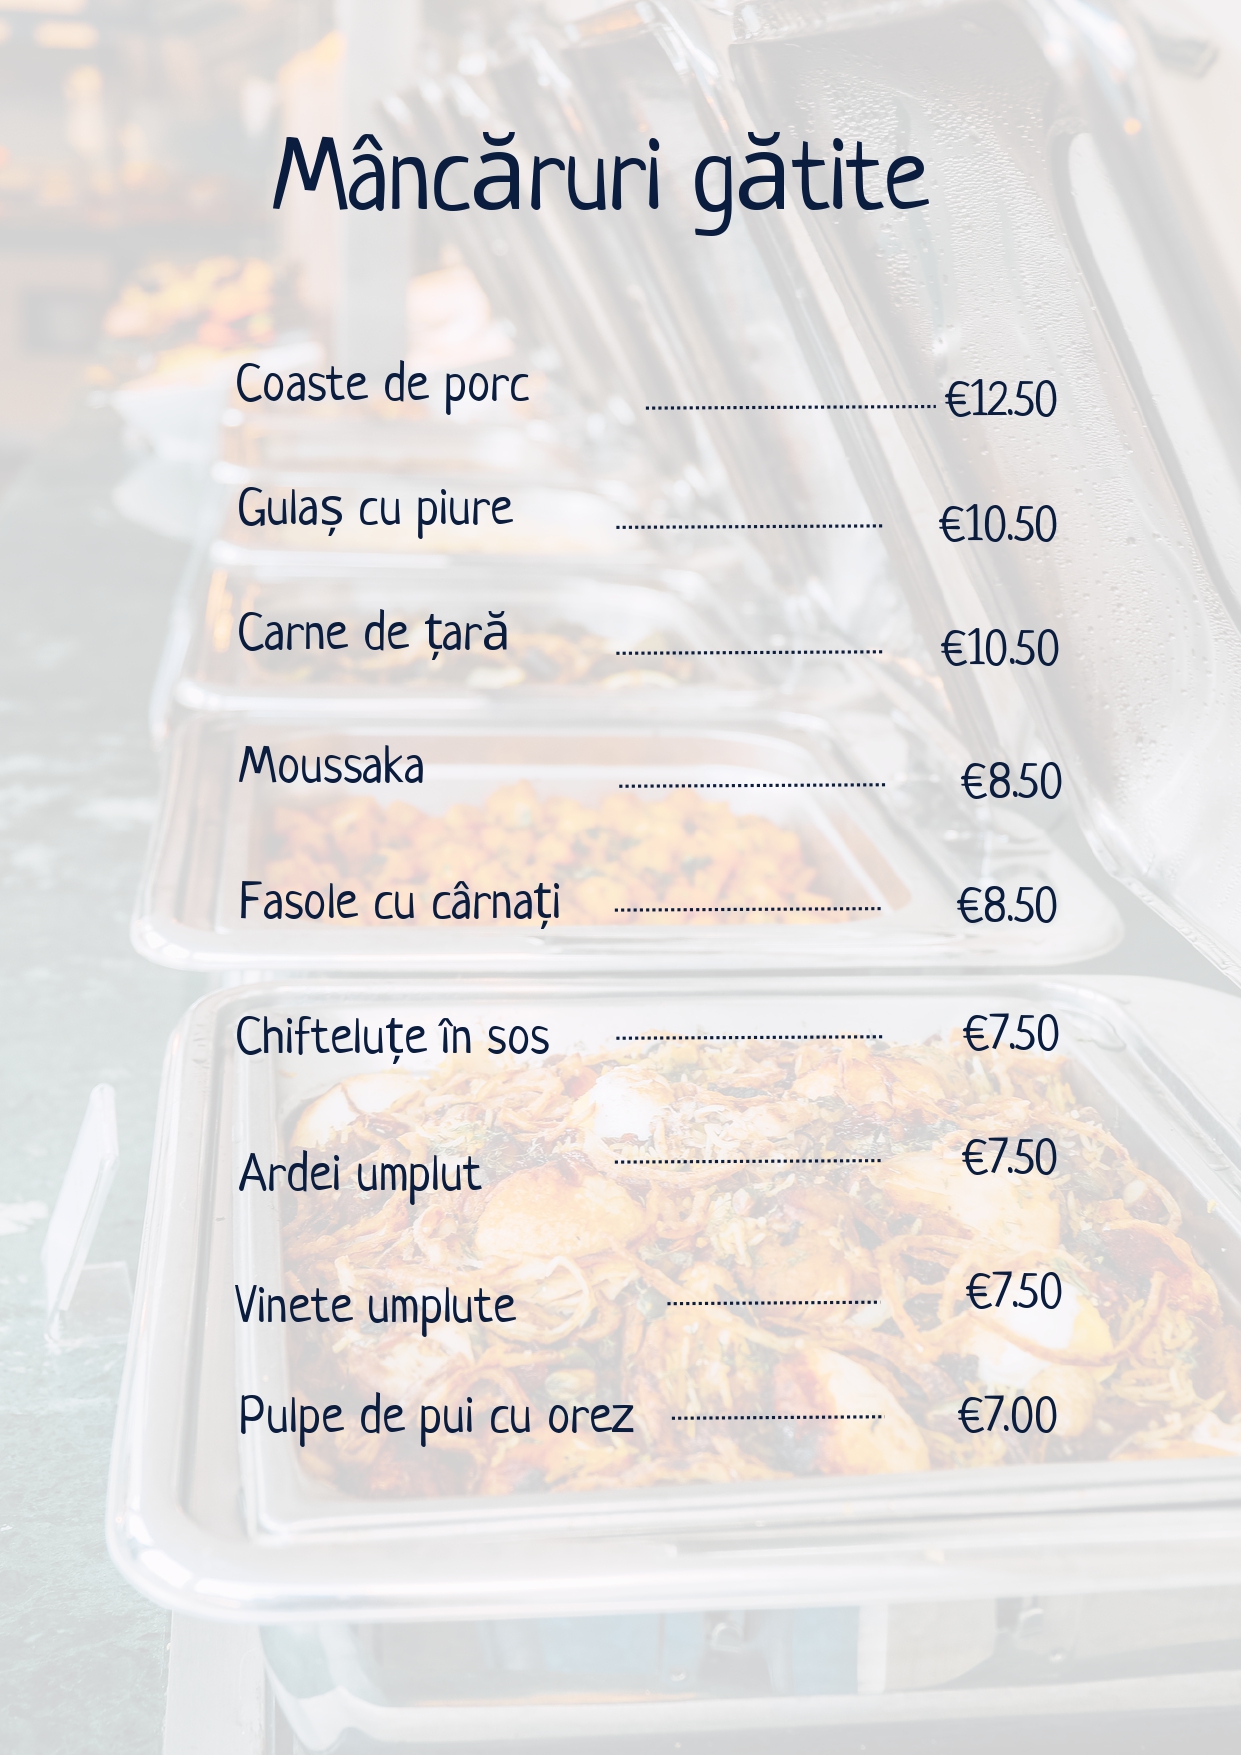 Mâncăruri gătite
Coaste de porc .......... €12.50
Gulaș cu piure .......... €10.50
Carne de țară .......... €10.50
Moussaka .......... €8.50
Fasole cu cârnați .......... €8.50
Chifteluțe în sos .......... €7.50
Ardei umplut .......... €7.50
Vinete umplute .......... €7.50
Pulpe de pui cu orez .......... €7.00